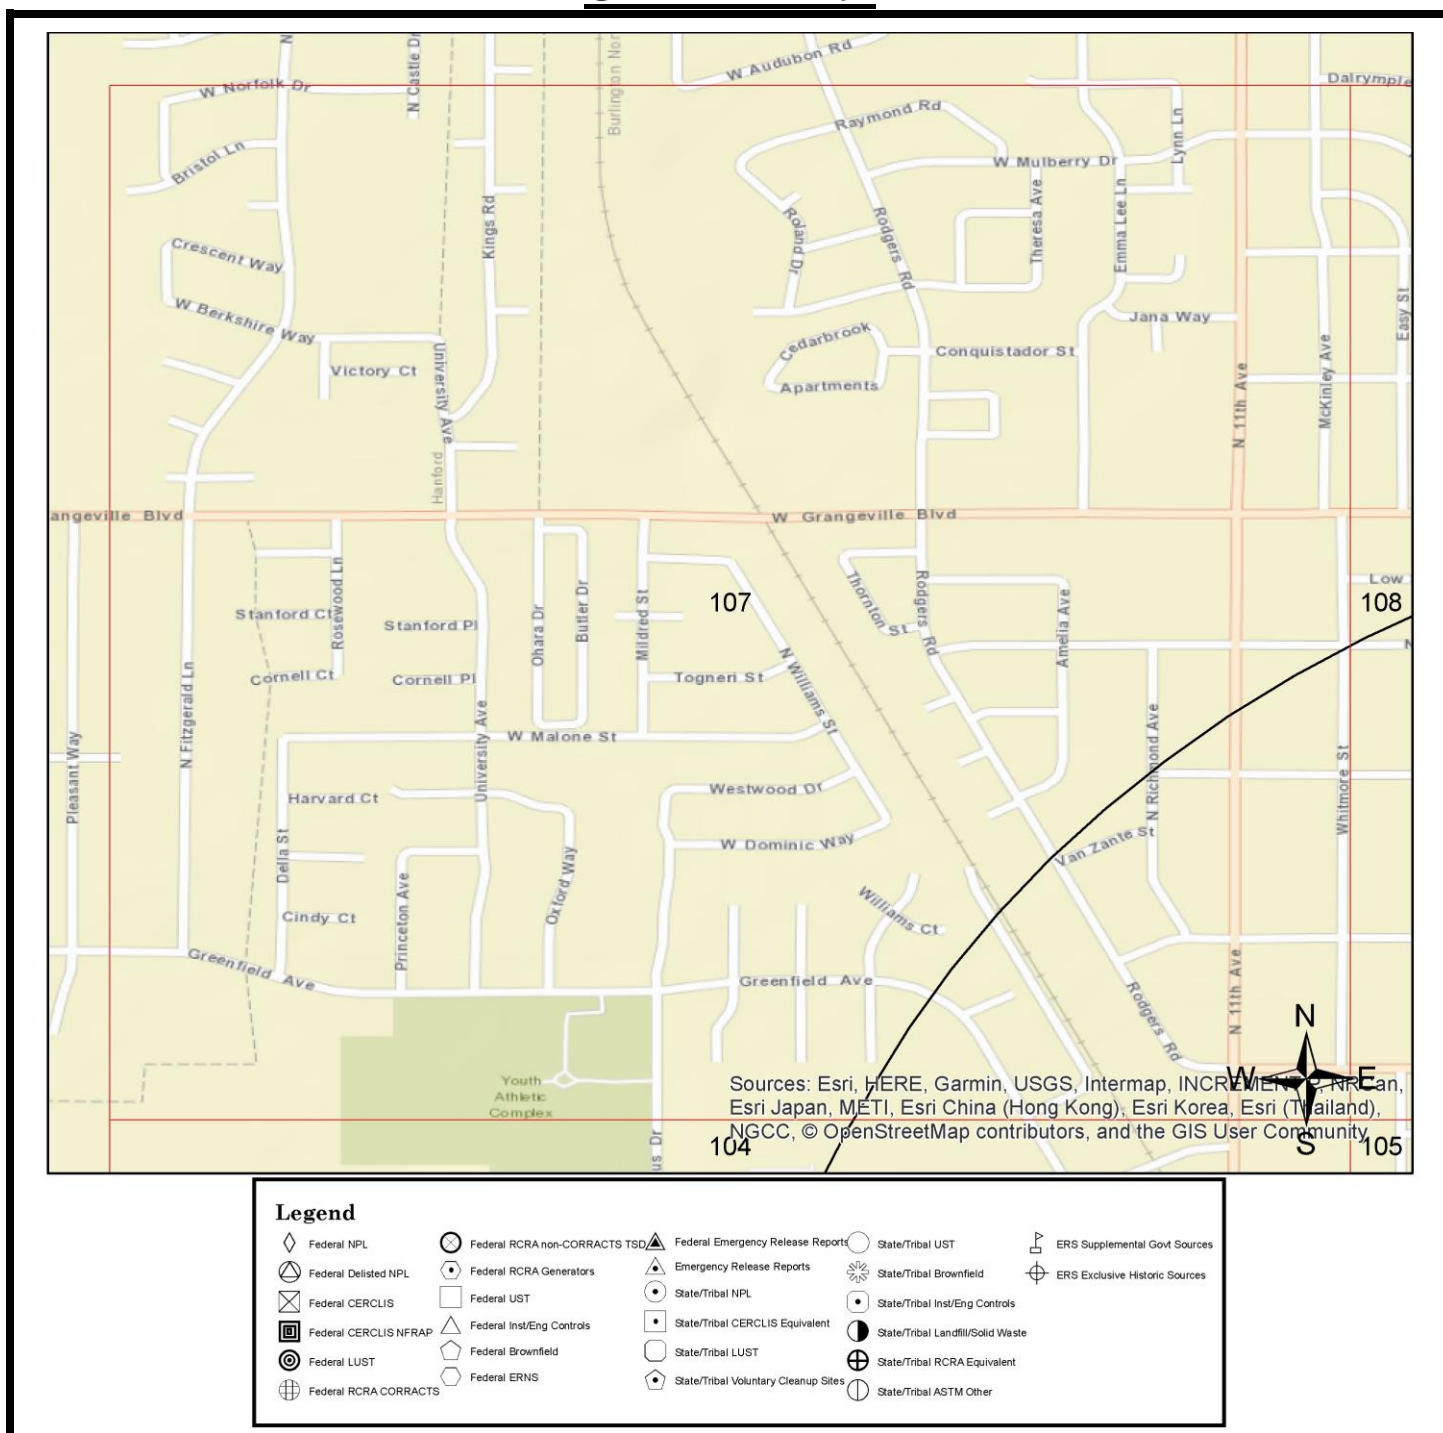 N
W Norfolk Dr
N Castle Dr
Burlington Nor
W Audubon Rd
Dalrymple
Raymond Rd
Bristol Ln
W Mulberry Dr
Lynn Ln
Kings Rd
Roland Dr
Rodgers Rd
Theresa Ave
Emma Lee Ln
Crescent Way
W Berkshire Way
Jana Way
Easy St
Cedarbrook
Apartments
Conquistador St
Victory Ct
University Ave
N 11th Ave
McKinley Ave
Hanford
angeville Blvd
W Grangeville Blvd
Rosewood Ln
Stanford Ct
Stanford Pl
Ohara Dr
Butler Dr
Mildred St
107
Thornton St
Rodgers Rd
Amelia Ave
Low
108
Cornell Ct
Cornell Pl
Togneri St
N Williams St
N
N Fitzgerald Ln
Pleasant Way
University Ave
W Malone St
N Richmond Ave
Whitmore St
Harvard Ct
Westwood Dr
Della St
W Dominic Way
Van Zante St
Princeton Ave
Oxford Way
Cindy Ct
Williams Ct
Greenfield Ave
Greenfield Ave
Rodgers Rd
N 11th Ave
N
W
E
S
Youth
Athletic
Complex
us Dr
Sources: Esri, HERE, Garmin, USGS, Intermap, INCREMENT P, NRCan,
Esri Japan, METI, Esri China (Hong Kong), Esri Korea, Esri (Thailand),
NGCC, © OpenStreetMap contributors, and the GIS User Community
104
105
Legend
Federal NPL
Federal Delisted NPL
Federal CERCLIS
Federal CERCLIS NFRAP
Federal LUST
Federal RCRA CORRACTS
Federal RCRA non-CORRACTS TSD
Federal RCRA Generators
Federal UST
Federal Inst/Eng Controls
Federal Brownfield
Federal ERNS
Federal Emergency Release Reports
Emergency Release Reports
State/Tribal NPL
State/Tribal CERCLIS Equivalent
State/Tribal LUST
State/Tribal Voluntary Cleanup Sites
State/Tribal UST
State/Tribal Brownfield
State/Tribal Inst/Eng Controls
State/Tribal Landfill/Solid Waste
State/Tribal RCRA Equivalent
State/Tribal ASTM Other
ERS Supplemental Govt Sources
ERS Exclusive Historic Sources